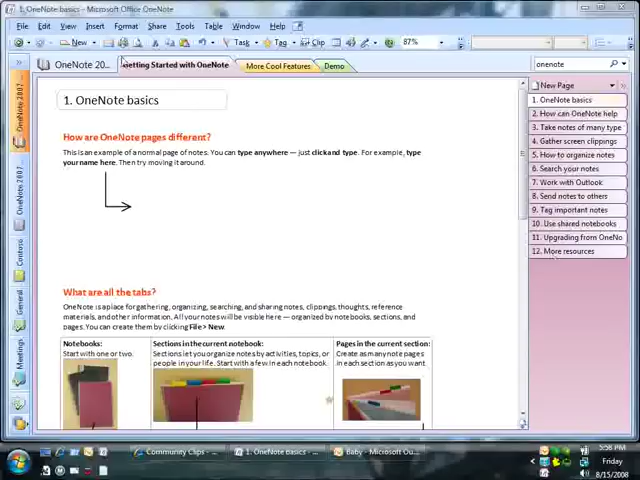 1. OneNote basics - Microsoft Office OneNote
File Edit View Insert Format Share Tools Table Window Help
New Task Tag Clip 87%
OneNote 20... Getting Started with OneNote More Cool Features Demo onenote
OneNote 2007
OneNote 2007
Contoso
General
Meetings
1. OneNote basics
How are OneNote pages different?
This is an example of a normal page of notes. You can type anywhere — just click and type. For example, type
your name here. Then try moving it around.
What are all the tabs?
OneNote is a place for gathering, organizing, searching, and sharing notes, clippings, thoughts, reference
materials, and other information. All your notes will be visible here — organized by notebooks, sections, and
pages. You can create them by clicking File > New.
Notebooks:
Start with one or two.
Sections in the current notebook:
Sections let you organize notes by activities, topics, or
people in your life. Start with a few in each notebook.
Pages in the current section:
Create as many note pages
in each section as you want
New Page
1. OneNote basics
2. How can OneNote help
3. Take notes of many type
4. Gather screen clippings
5. How to organize notes
6. Search your notes
7. Work with Outlook
8. Send notes to others
9. Tag important notes
10. Use shared notebooks
11. Upgrading from OneNo
12. More resources
Community Clips - ... 1. OneNote basics - ... Baby - Microsoft Ou...
5:58 PM
Friday
8/15/2008